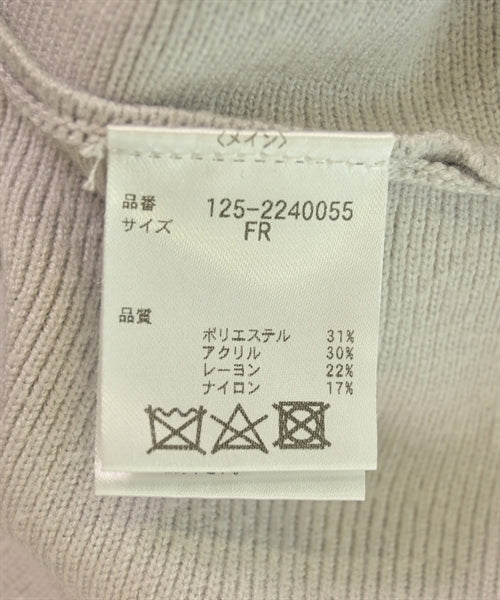 〈メイン〉
品番 125-2240055
サイズ FR
品質
ポリエステル 31%
アクリル 30%
レーヨン 22%
ナイロン 17%